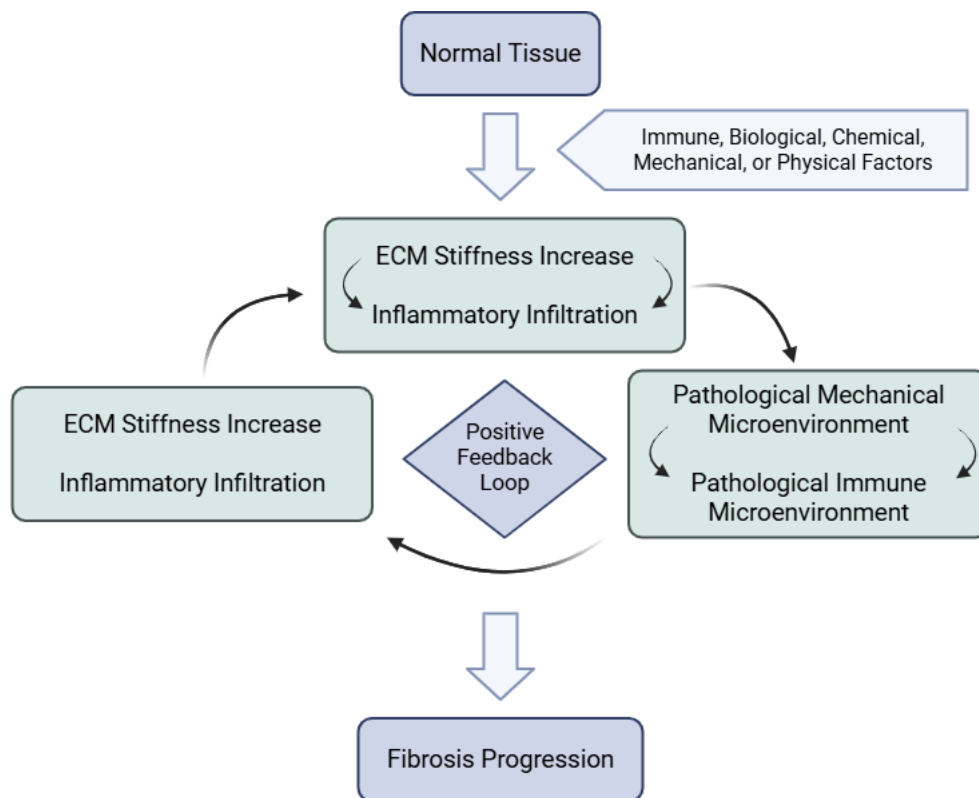 Normal Tissue
Immune, Biological, Chemical,
Mechanical, or Physical Factors
ECM Stiffness Increase
Inflammatory Infiltration
Pathological Mechanical
Microenvironment
Pathological Immune
Microenvironment
ECM Stiffness Increase
Inflammatory Infiltration
Positive
Feedback
Loop
Fibrosis Progression